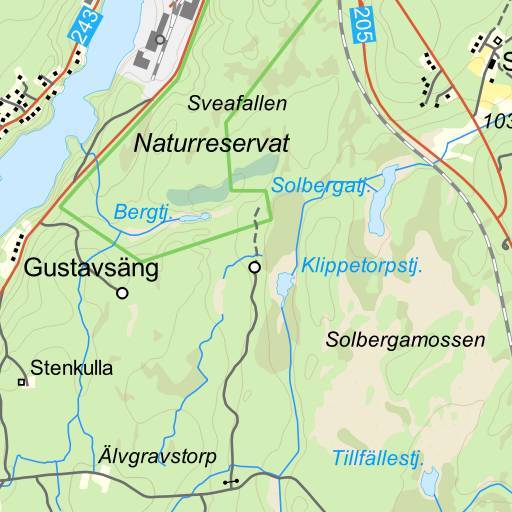 243
205
S
Sveafallen
103
Naturreservat
Solbergatj.
Bergtj.
Gustavsäng
Klippetorpstj.
Solbergamossen
Stenkulla
Älvgravstorp
Tillfällestj.